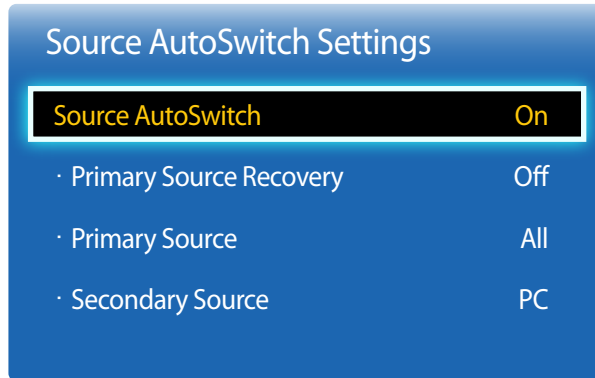 Source AutoSwitch Settings
Source AutoSwitch On
· Primary Source Recovery Off
· Primary Source All
· Secondary Source PC